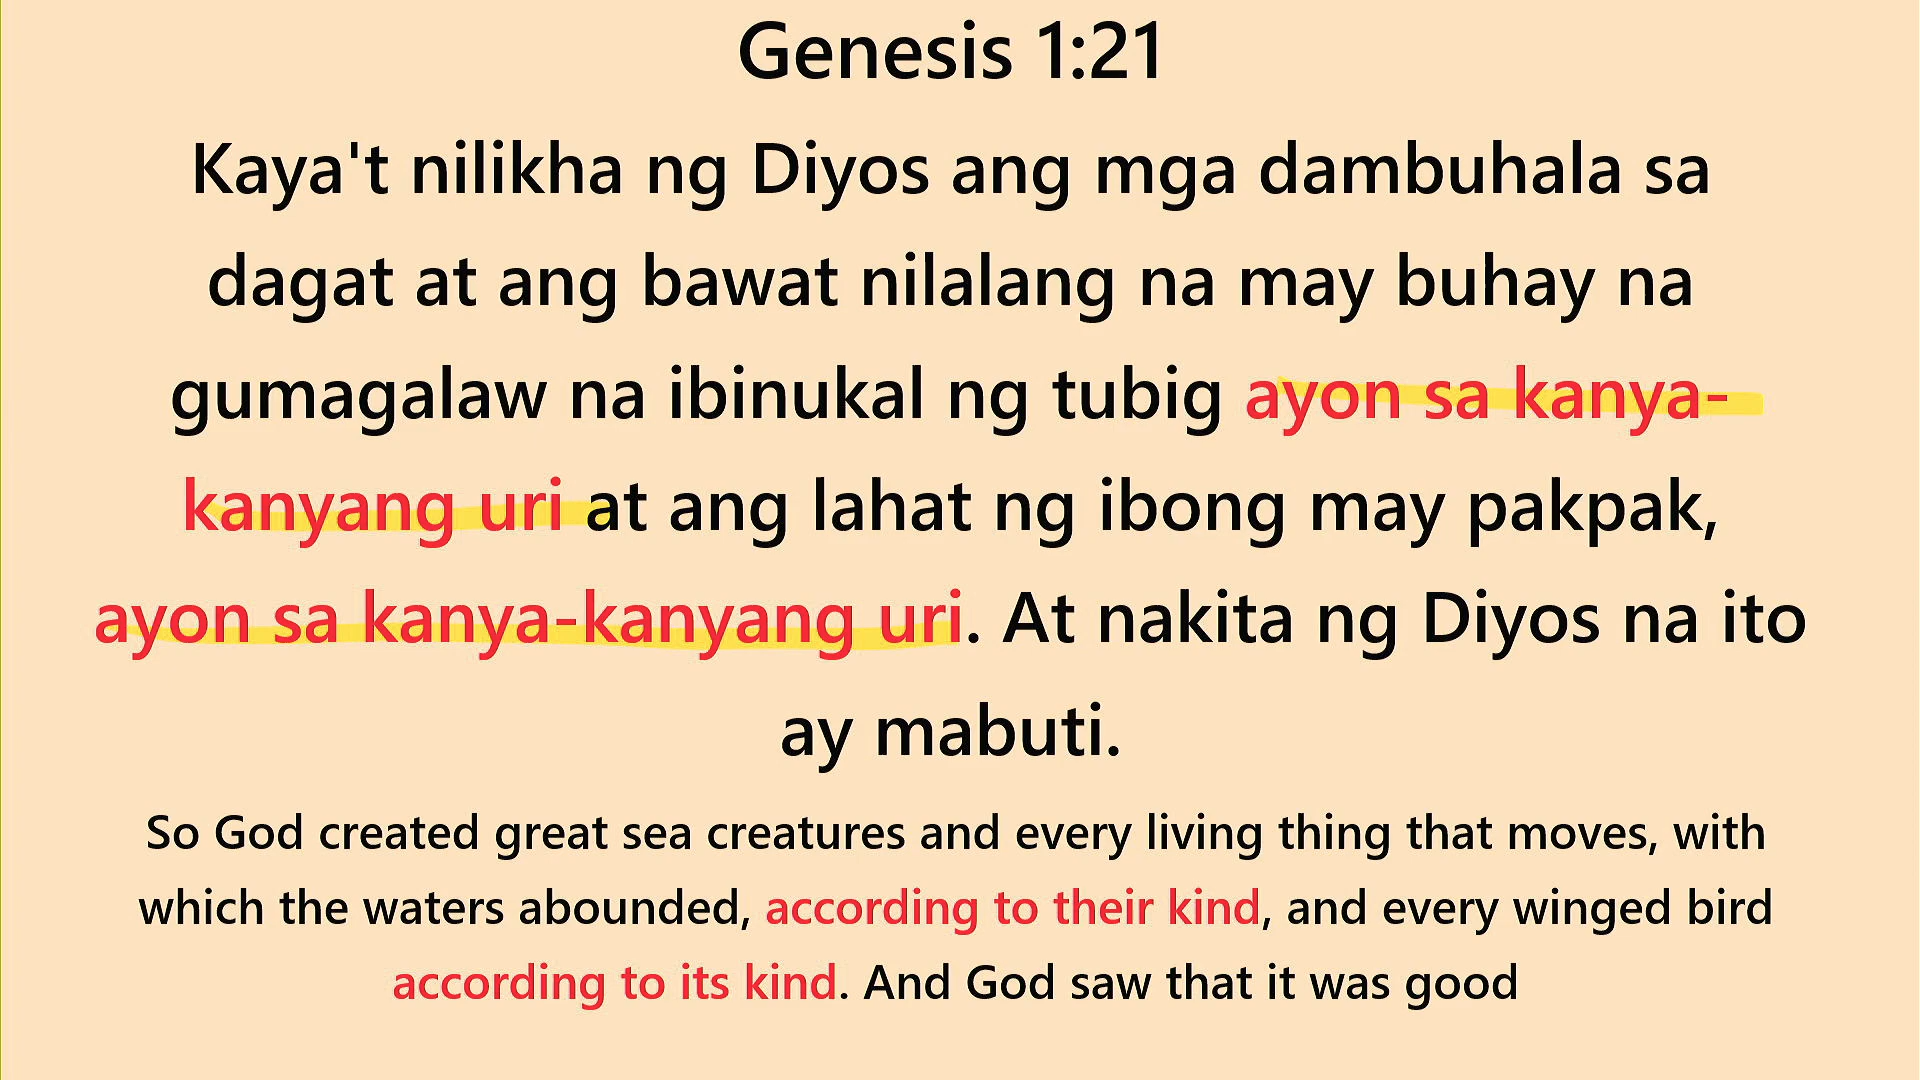 Genesis 1:21
Kaya't nilikha ng Diyos ang mga dambuhala sa
dagat at ang bawat nilalang na may buhay na
gumagalaw na ibinukal ng tubig ayon sa kanya-
kanyang uri at ang lahat ng ibong may pakpak,
ayon sa kanya-kanyang uri. At nakita ng Diyos na ito
ay mabuti.
So God created great sea creatures and every living thing that moves, with
which the waters abounded, according to their kind, and every winged bird
according to its kind. And God saw that it was good